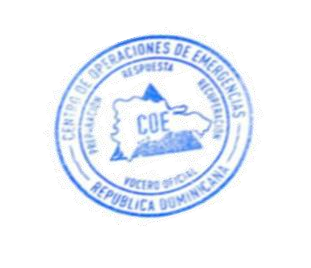 CENTRO DE OPERACIONES DE EMERGENCIAS
PREPARACIÓN
RESPUESTA
RECUPERACIÓN
COE
VOCERO OFICIAL
REPUBLICA DOMINICANA